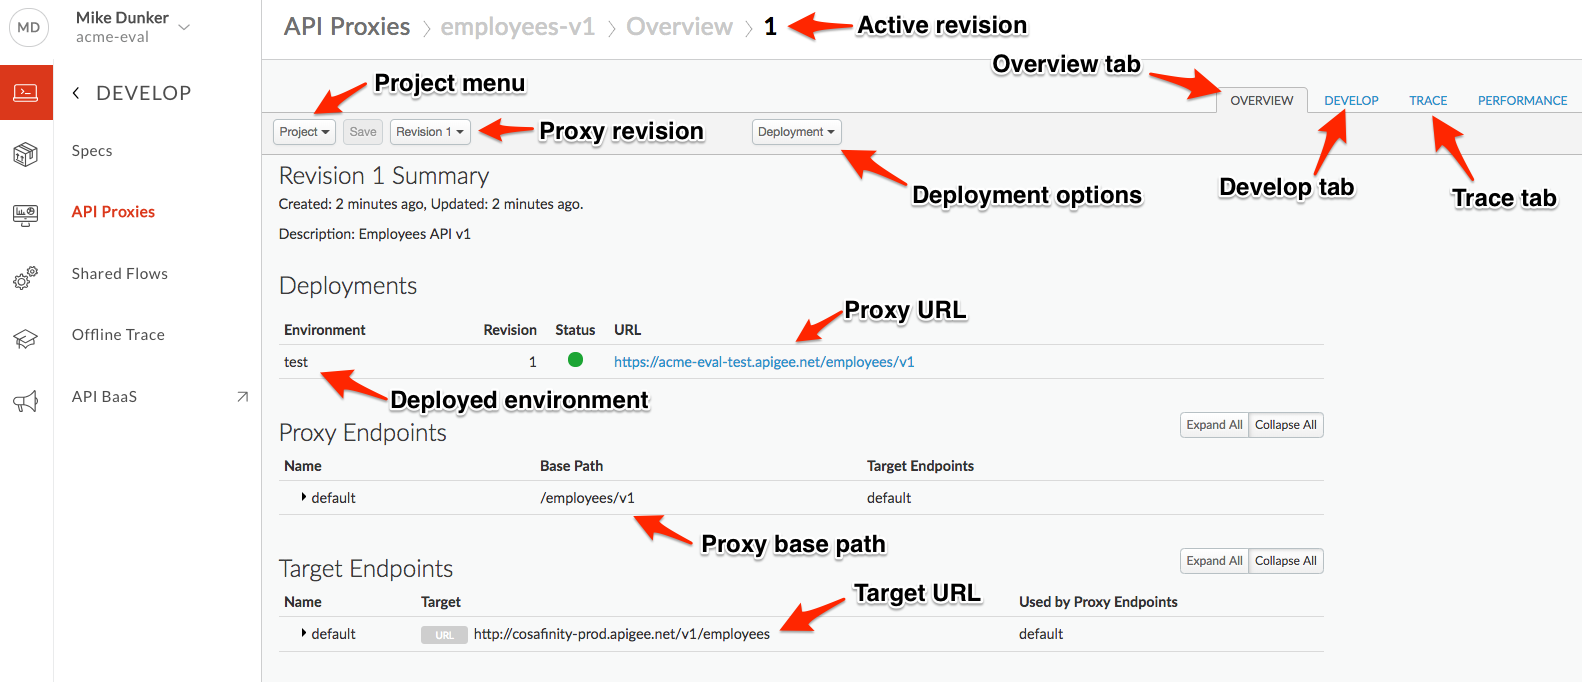 MD
Mike Dunker
acme-eval
DEVELOP
Specs
API Proxies
Shared Flows
Offline Trace
API BaaS
API Proxies > employees-v1 > Overview > 1
Active revision
Overview tab
Project menu
OVERVIEW DEVELOP TRACE PERFORMANCE
Project Save Revision 1
Proxy revision
Deployment
Deployment options
Develop tab
Trace tab
Revision 1 Summary
Created: 2 minutes ago, Updated: 2 minutes ago.
Description: Employees API v1
Deployments
Proxy URL
Environment Revision Status URL
test 1 https://acme-eval-test.apigee.net/employees/v1
Deployed environment
Proxy Endpoints
Expand All Collapse All
Name Base Path Target Endpoints
default /employees/v1 default
Proxy base path
Target Endpoints
Expand All Collapse All
Target URL
Name Target Used by Proxy Endpoints
default URL http://cosafinity-prod.apigee.net/v1/employees default